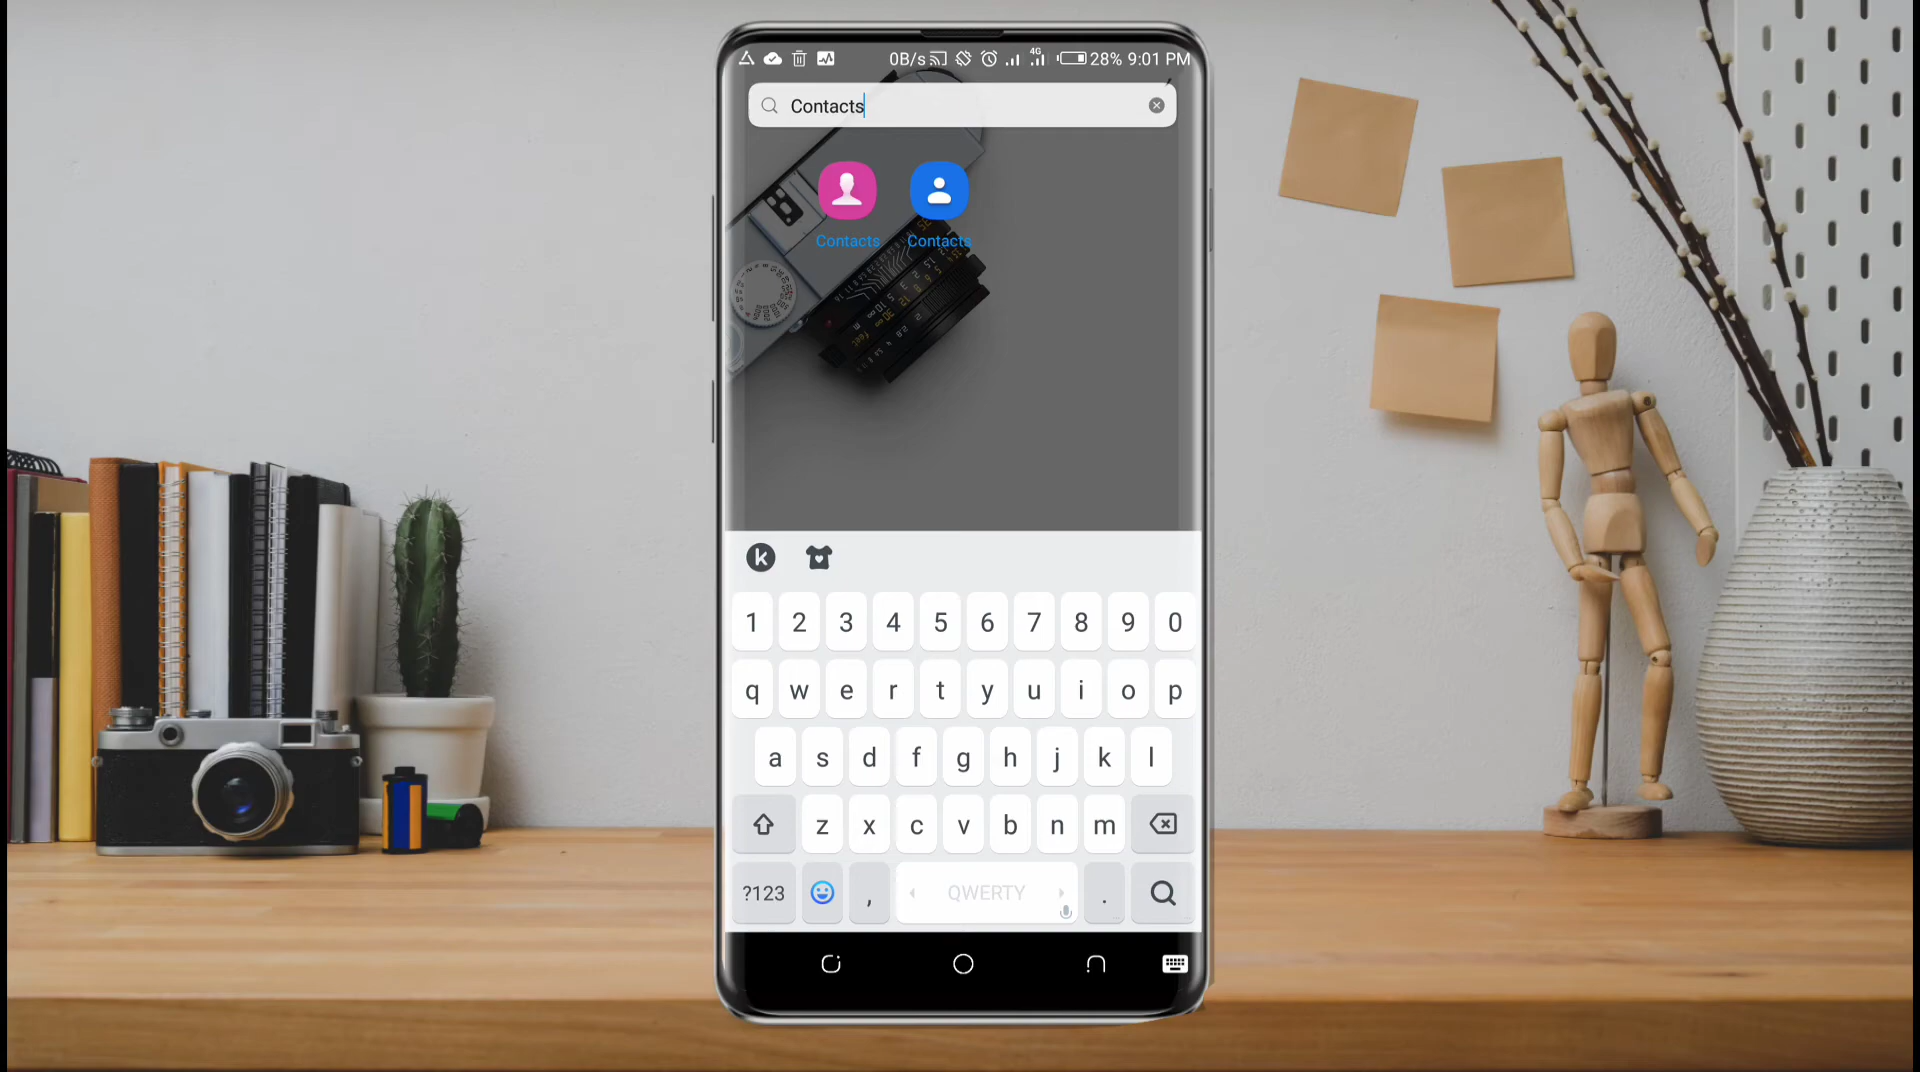 0B/s 4G 28% 9:01 PM
Contacts
Contacts Contacts
1 2 3 4 5 6 7 8 9 0
q w e r t y u i o p
a s d f g h j k l
z x c v b n m
?123 , QWERTY .